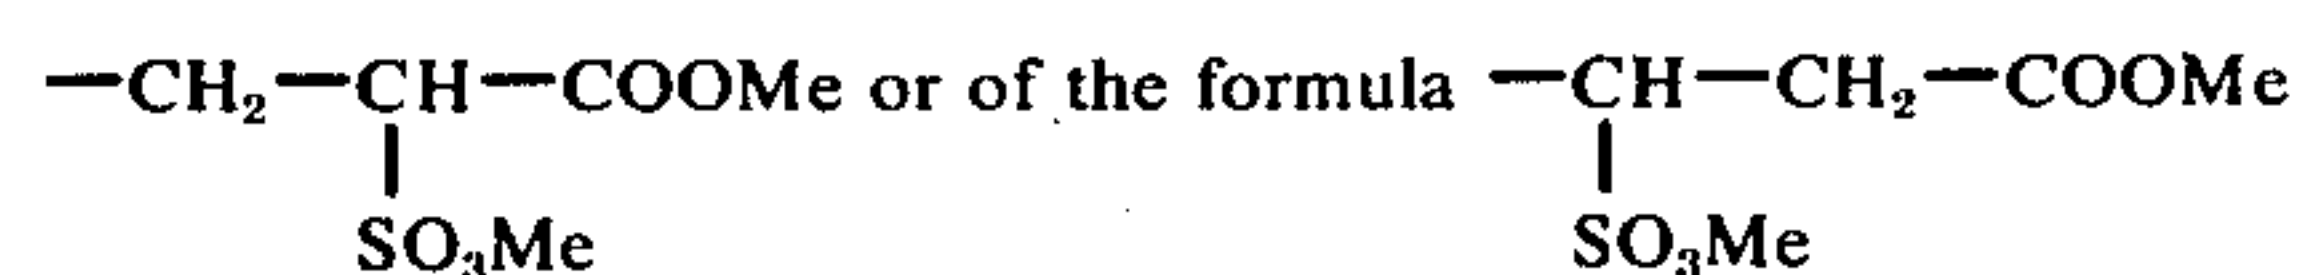 —CH₂—CH—COOMe or of the formula —CH—CH₂—COOMe
SO₃Me SO₃Me